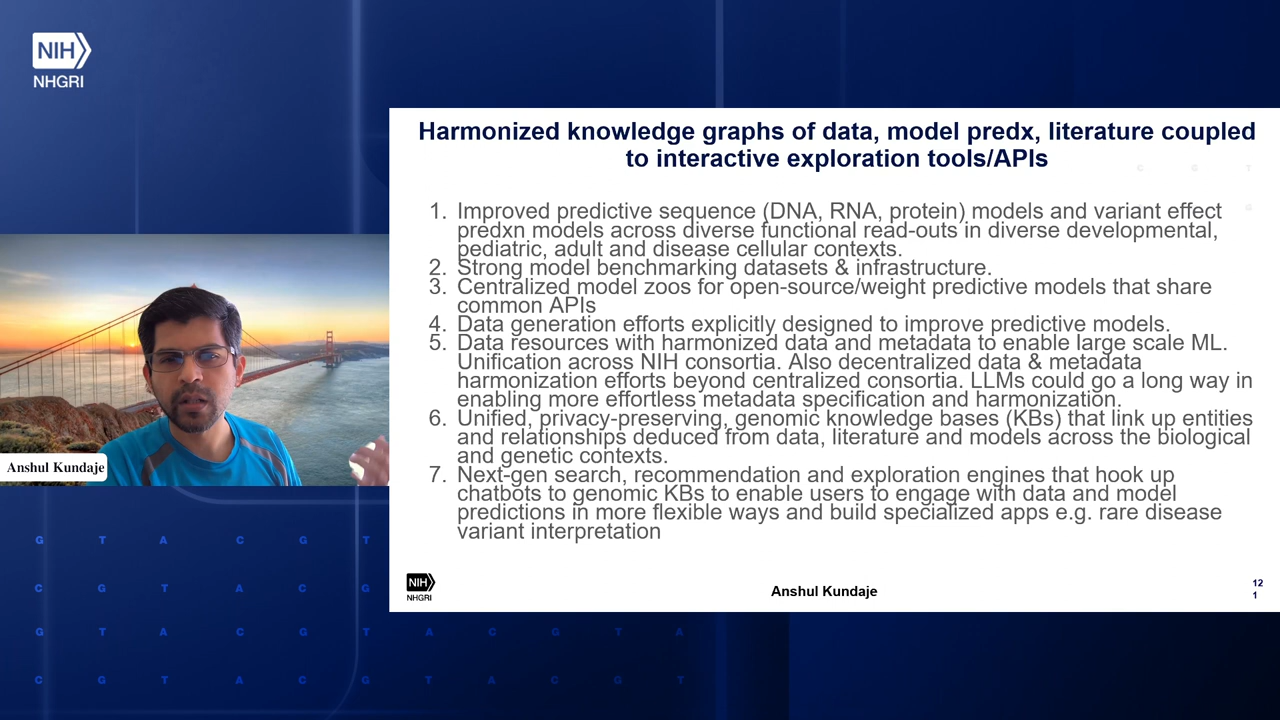 NIH
NHGRI
Harmonized knowledge graphs of data, model predx, literature coupled
to interactive exploration tools/APIs
C G T
G
1. Improved predictive sequence (DNA, RNA, protein) models and variant effect
predxn models across diverse functional read-outs in diverse developmental,
pediatric, adult and disease cellular contexts.
2. Strong model benchmarking datasets & infrastructure.
3. Centralized model zoos for open-source/weight predictive models that share
common APIs
4. Data generation efforts explicitly designed to improve predictive models.
5. Data resources with harmonized data and metadata to enable large scale ML.
Unification across NIH consortia. Also decentralized data & metadata
harmonization efforts beyond centralized consortia. LLMs could go a long way in
enabling more effortless metadata specification and harmonization.
6. Unified, privacy-preserving, genomic knowledge bases (KBs) that link up entities
and relationships deduced from data, literature and models across the biological
and genetic contexts.
7. Next-gen search, recommendation and exploration engines that hook up
chatbots to genomic KBs to enable users to engage with data and model
predictions in more flexible ways and build specialized apps e.g. rare disease
variant interpretation
Anshul Kundaje
NIH
NHGRI
Anshul Kundaje
12
1
G T A C G T
C G T A C G
G T A C G T A C G T A
C G T A C G T A C G T